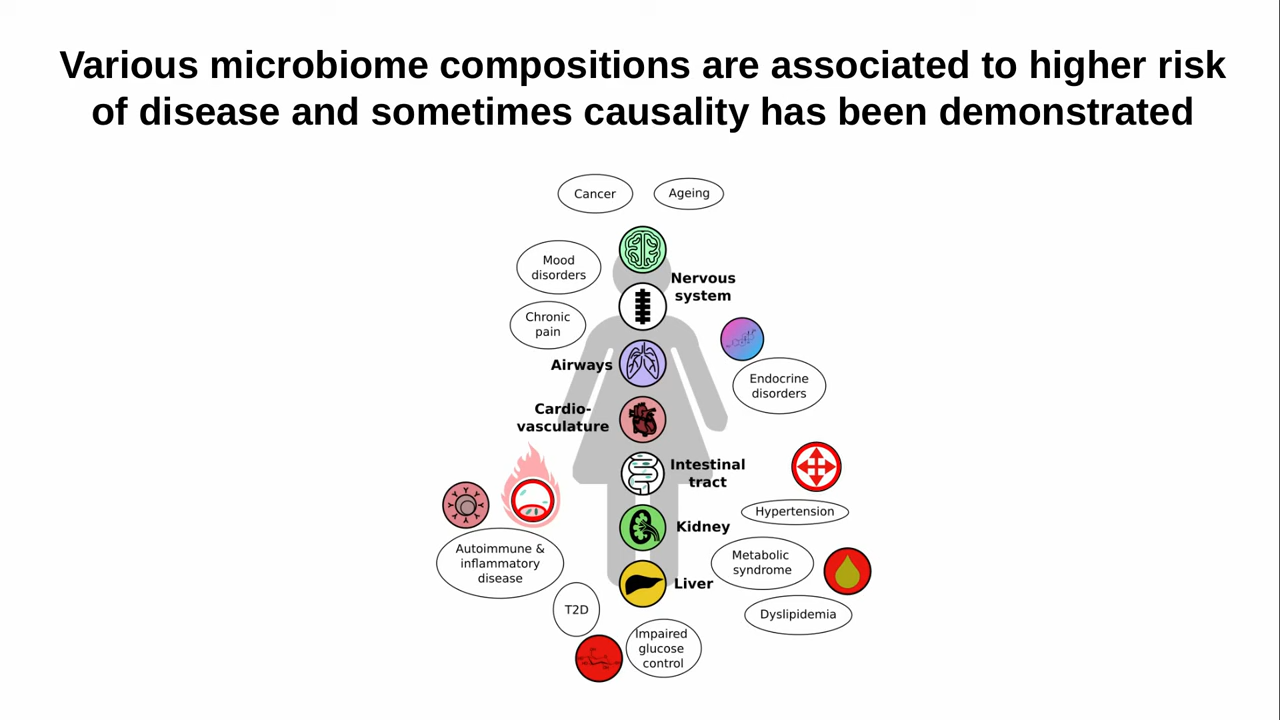 Various microbiome compositions are associated to higher risk
of disease and sometimes causality has been demonstrated
Cancer
Ageing
Mood
disorders
Nervous
system
Chronic
pain
Airways
Endocrine
disorders
Cardio-
vasculature
Intestinal
tract
Hypertension
Kidney
Autoimmune &
inflammatory
disease
Metabolic
syndrome
Liver
T2D
Dyslipidemia
Impaired
glucose
control